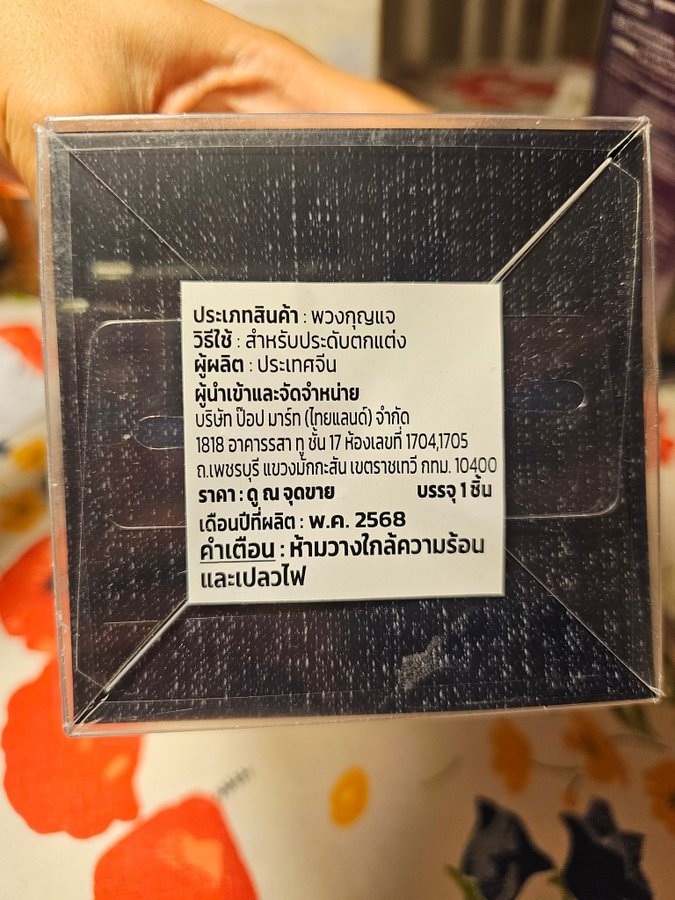 ประเภทสินค้า : พวงกุญแจ
วิธีใช้ : สำหรับประดับตกแต่ง
ผู้ผลิต : ประเทศจีน
ผู้นำเข้าและจัดจำหน่าย
บริษัท ป๊อป มาร์ท (ไทยแลนด์) จำกัด
1818 อาคารรสา ทู ชั้น 17 ห้องเลขที่ 1704,1705
ถ.เพชรบุรี แขวงมักกะสัน เขตราชเทวี กทม. 10400
ราคา : ดู ณ จุดขาย บรรจุ 1 ชิ้น
เดือนปีที่ผลิต : พ.ค. 2568
คำเตือน : ห้ามวางใกล้ความร้อน
และเปลวไฟ